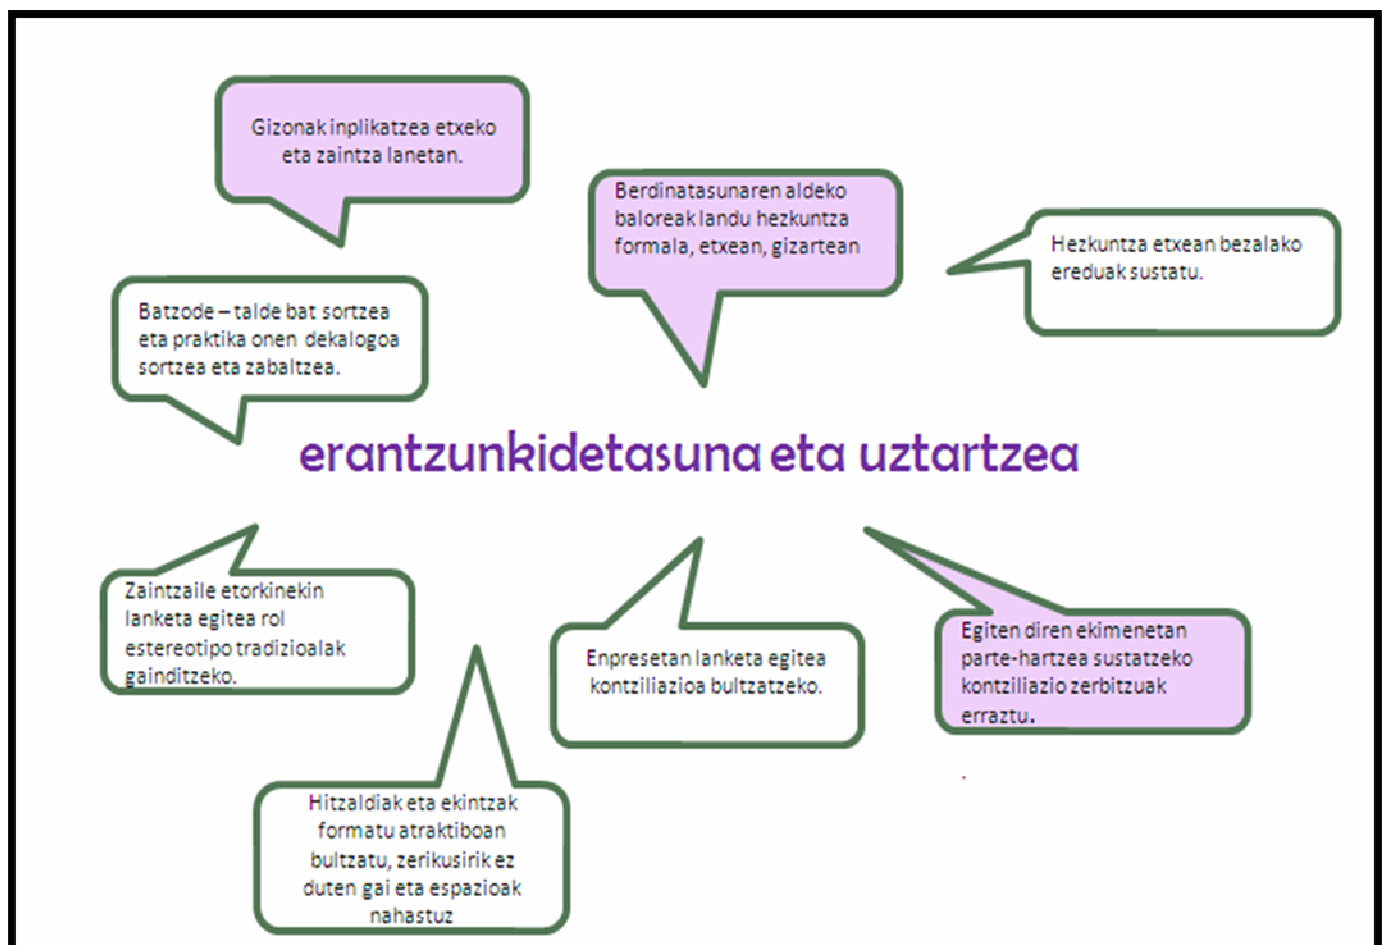 Gizonak inplikatzea etxeko
eta zaintza lanetan.
Berdinatasunaren aldeko
baloreak landu hezkuntza
formala, etxean, gizartean
Hezkuntza etxean bezalako
ereduak sustatu.
Batzode – talde bat sortzea
eta praktika onen dekalogoa
sortzea eta zabaltzea.
erantzunkidetasuna eta uztartzea
Zaintzaile etorkinekin
lanketa egitea rol
estereotipo tradizioalak
gainditzeko.
Enpresetan lanketa egitea
kontziliazioa bultzatzeko.
Egiten diren ekimenetan
parte-hartzea sustatzeko
kontziliazio zerbitzuak
erraztu.
.
Hitzaldiak eta ekintzak
formatu atraktiboan
bultzatu, zerikusirik ez
duten gai eta espazioak
nahastuz